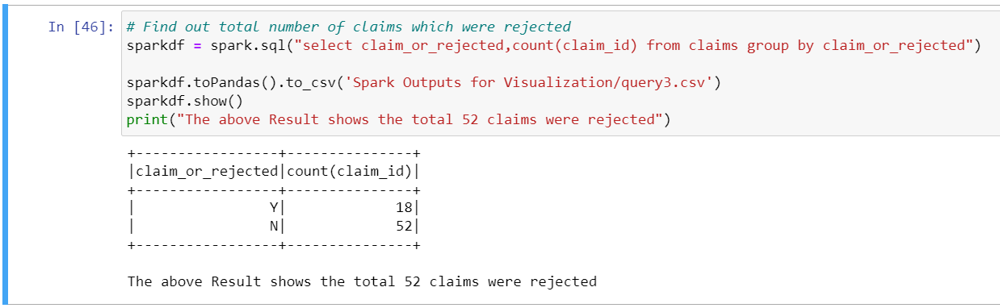 In [46]: # Find out total number of claims which were rejected
sparkdf = spark.sql("select claim_or_rejected,count(claim_id) from claims group by claim_or_rejected")
sparkdf.toPandas().to_csv('Spark Outputs for Visualization/query3.csv')
sparkdf.show()
print("The above Result shows the total 52 claims were rejected")
+-----------------+---------------+
|claim_or_rejected|count(claim_id)|
+-----------------+---------------+
|                Y|             18|
|                N|             52|
+-----------------+---------------+
The above Result shows the total 52 claims were rejected